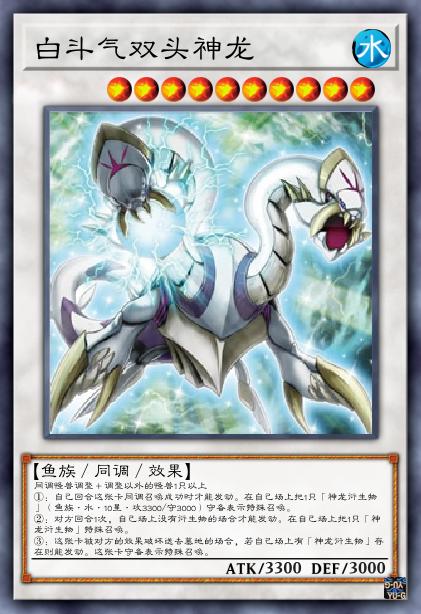 白斗气双头神龙
水
【鱼族／同调／效果】
同调怪兽调整＋调整以外的怪兽1只以上
①：自己回合这张卡同调召唤成功时才能发动。在自己场上把1只「神龙衍生物
」（鱼族·水·10星·攻3300/守3000）守备表示特殊召唤。
②：对方回合1次，自己场上没有衍生物的场合才能发动。在自己场上把1只「神
龙衍生物」特殊召唤。
③：这张卡被对方的效果破坏送去墓地的场合，若自己场上有「神龙衍生物」存
在则能发动。这张卡守备表示特殊召唤。
ATK/3300 DEF/3000